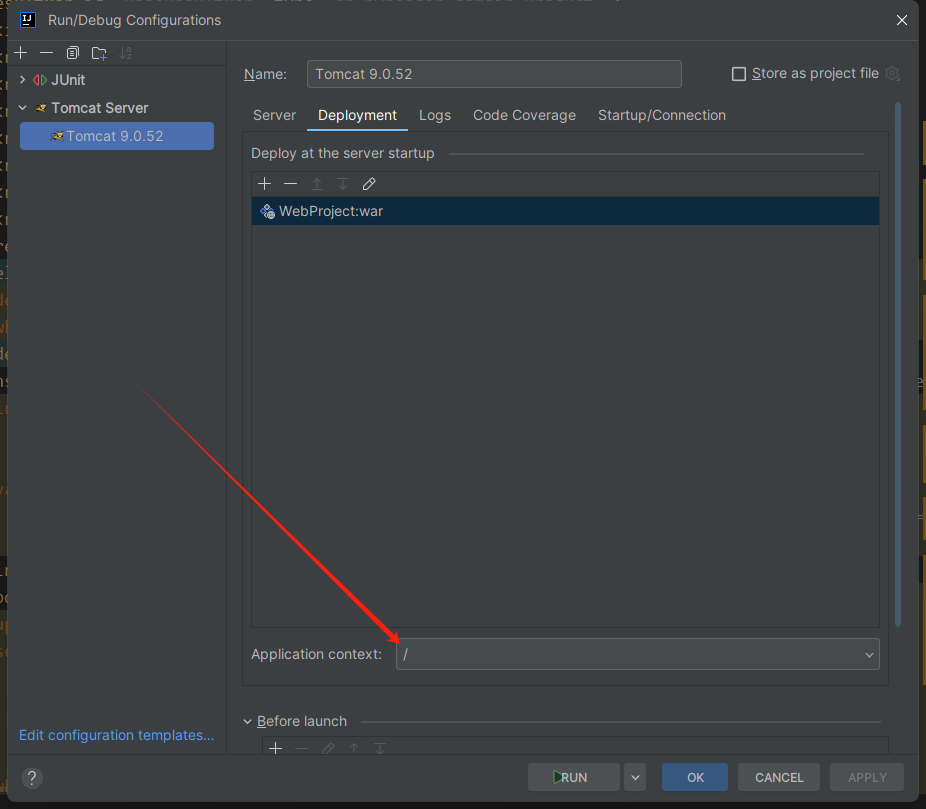 Run/Debug Configurations
JUnit
Tomcat Server
Tomcat 9.0.52
Edit configuration templates...
Name:
Tomcat 9.0.52
Store as project file
Server
Deployment
Logs
Code Coverage
Startup/Connection
Deploy at the server startup
WebProject:war
Application context:
/
Before launch
?
RUN
OK
CANCEL
APPLY